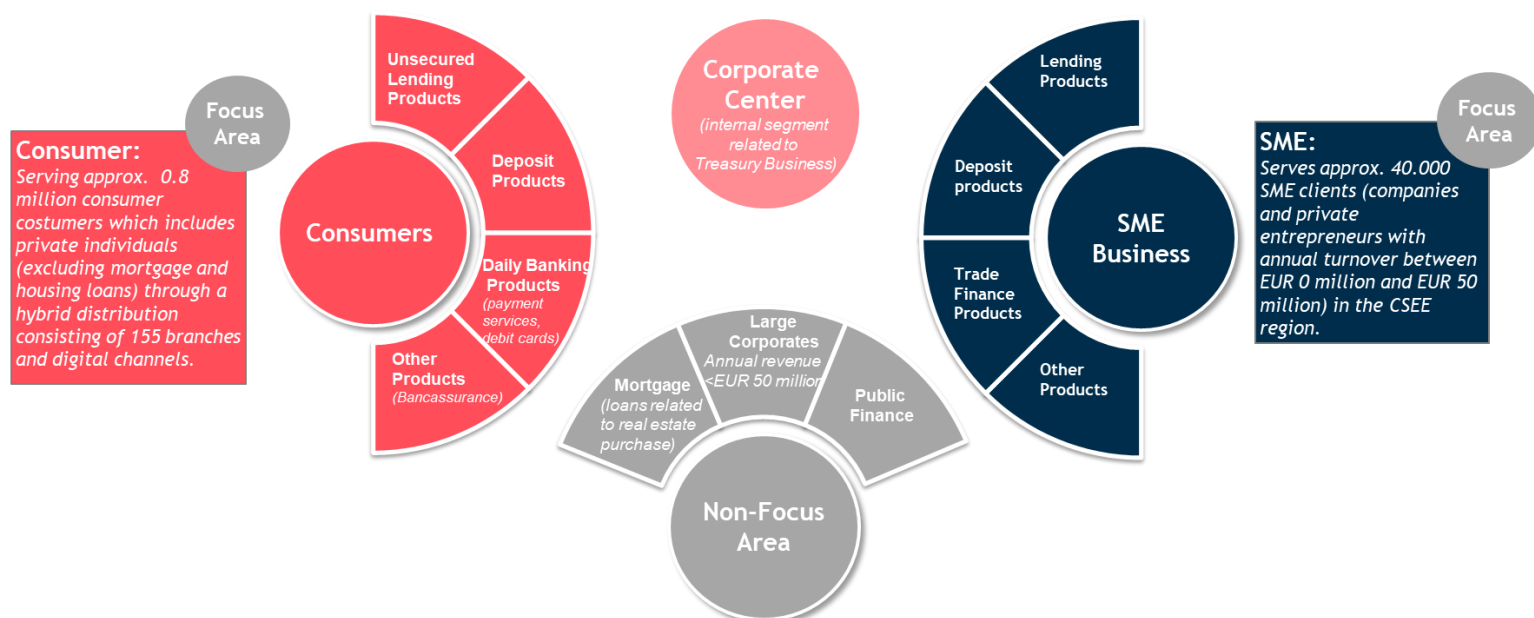 Focus
Area
Consumer:
Serving approx. 0.8
million consumer
costumers which includes
private individuals
(excluding mortgage and
housing loans) through a
hybrid distribution
consisting of 155 branches
and digital channels.
Consumers
Unsecured
Lending
Products
Deposit
Products
Daily Banking
Products
(payment
services,
debit cards)
Other
Products
(Bancassurance)
Corporate
Center
(internal segment
related to
Treasury Business)
Mortgage
(loans related
to real estate
purchase)
Large
Corporates
Annual revenue
<EUR 50 million
Public
Finance
Non-Focus
Area
Lending
Products
Deposit
products
Trade
Finance
Products
Other
Products
SME
Business
Focus
Area
SME:
Serves approx. 40.000
SME clients (companies
and private
entrepreneurs with
annual turnover between
EUR 0 million and EUR 50
million) in the CSEE
region.